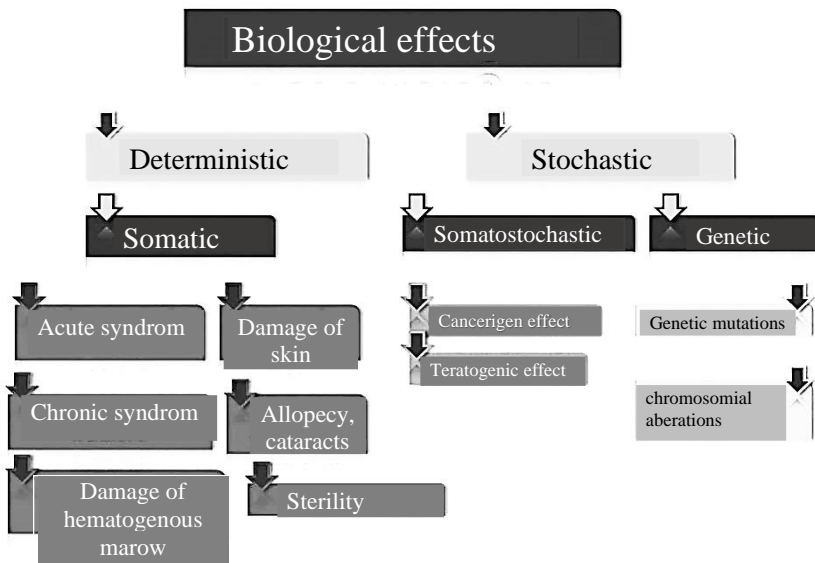 Biological effects
Deterministic
Stochastic
Somatic
Somatostochastic
Genetic
Acute syndrom
Damage of
skin
Cancerigen effect
Genetic mutations
Teratogenic effect
Chronic syndrom
Allopecy,
cataracts
chromosomial
aberations
Damage of
hematogenous
marow
Sterility